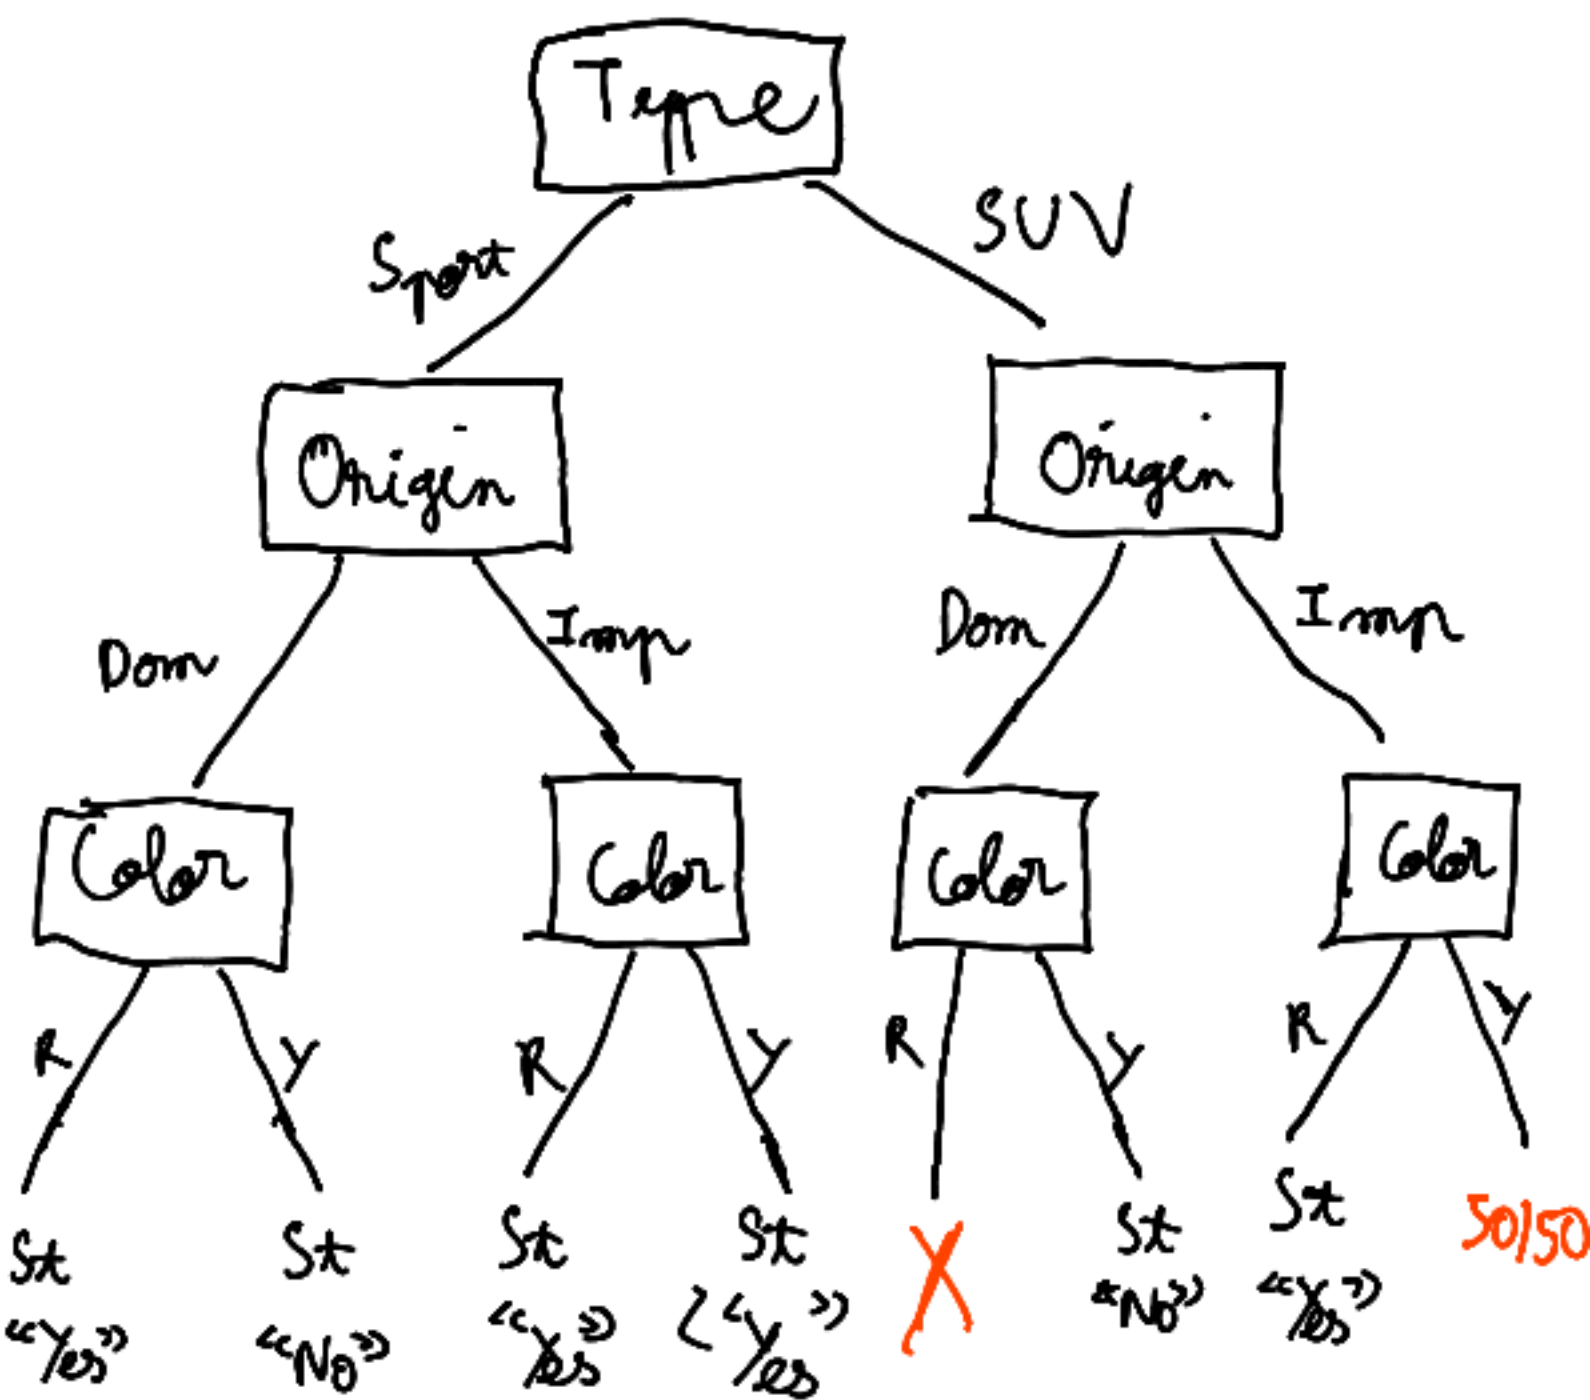 Teppe
Sport
SUV
Origin
Origin
Dom
Imp
Dom
Imp
Color
Color
Color
Color
R
Y
R
Y
R
Y
R
Y
St
"Yes"
St
"No"
St
"Yes"
St
"Yes"
X
St
"No"
St
"Yes"
50/50